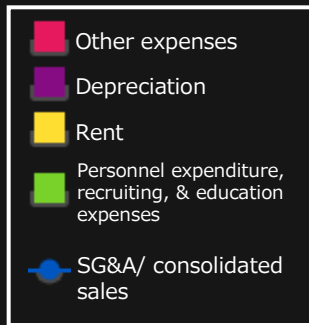 Other expenses
Depreciation
Rent
Personnel expenditure,
recruiting, & education
expenses
SG&A/ consolidated
sales